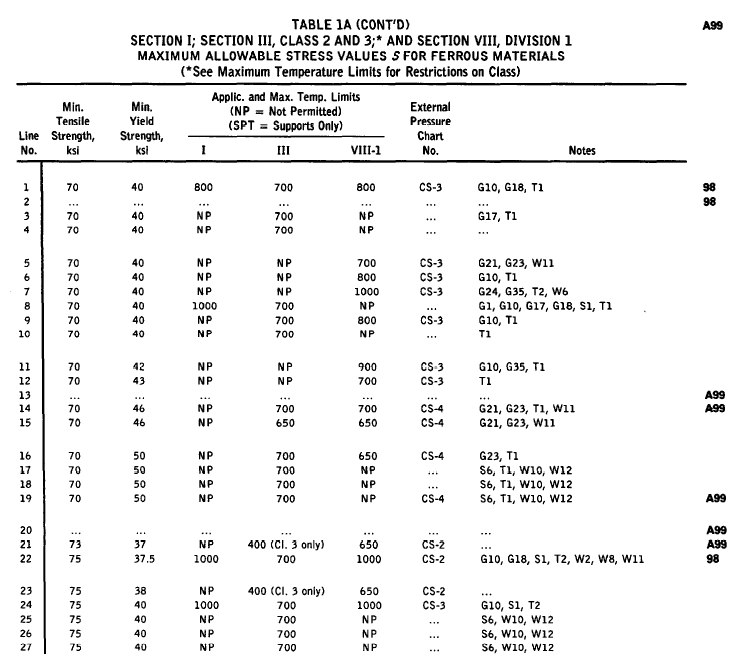 TABLE 1A (CONT'D) A99
SECTION I; SECTION III, CLASS 2 AND 3;* AND SECTION VIII, DIVISION 1
MAXIMUM ALLOWABLE STRESS VALUES S FOR FERROUS MATERIALS
(*See Maximum Temperature Limits for Restrictions on Class)
Applic. and Max. Temp. Limits
Min. Min. (NP = Not Permitted) External
Tensile Yield (SPT = Supports Only) Pressure
Line Strength, Strength, Chart
No. ksi ksi I III VIII-1 No. Notes
1 70 40 800 700 800 CS-3 G10, G18, T1 98
2 ... ... ... ... ... ... ... 98
3 70 40 NP 700 NP ... G17, T1
4 70 40 NP 700 NP ... ...
5 70 40 NP NP 700 CS-3 G21, G23, W11
6 70 40 NP NP 800 CS-3 G10, T1
7 70 40 NP NP 1000 CS-3 G24, G35, T2, W6
8 70 40 1000 700 NP ... G1, G10, G17, G18, S1, T1
9 70 40 NP 700 800 CS-3 G10, T1
10 70 40 NP 700 NP ... T1
11 70 42 NP NP 900 CS-3 G10, G35, T1
12 70 43 NP NP 700 CS-3 T1
13 ... ... ... ... ... ... ... A99
14 70 46 NP 700 700 CS-4 G21, G23, T1, W11 A99
15 70 46 NP 650 650 CS-4 G21, G23, W11
16 70 50 NP 700 650 CS-4 G23, T1
17 70 50 NP 700 NP ... S6, T1, W10, W12
18 70 50 NP 700 NP ... S6, T1, W10, W12
19 70 50 NP 700 NP CS-4 S6, T1, W10, W12 A99
20 ... ... ... ... ... ... ... A99
21 73 37 NP 400 (Cl. 3 only) 650 CS-2 ... A99
22 75 37.5 1000 700 1000 CS-2 G10, G18, S1, T2, W2, W8, W11 98
23 75 38 NP 400 (Cl. 3 only) 650 CS-2 ...
24 75 40 1000 700 1000 CS-3 G10, S1, T2
25 75 40 NP 700 NP ... S6, W10, W12
26 75 40 NP 700 NP ... S6, W10, W12
27 75 40 NP 700 NP ... S6, W10, W12